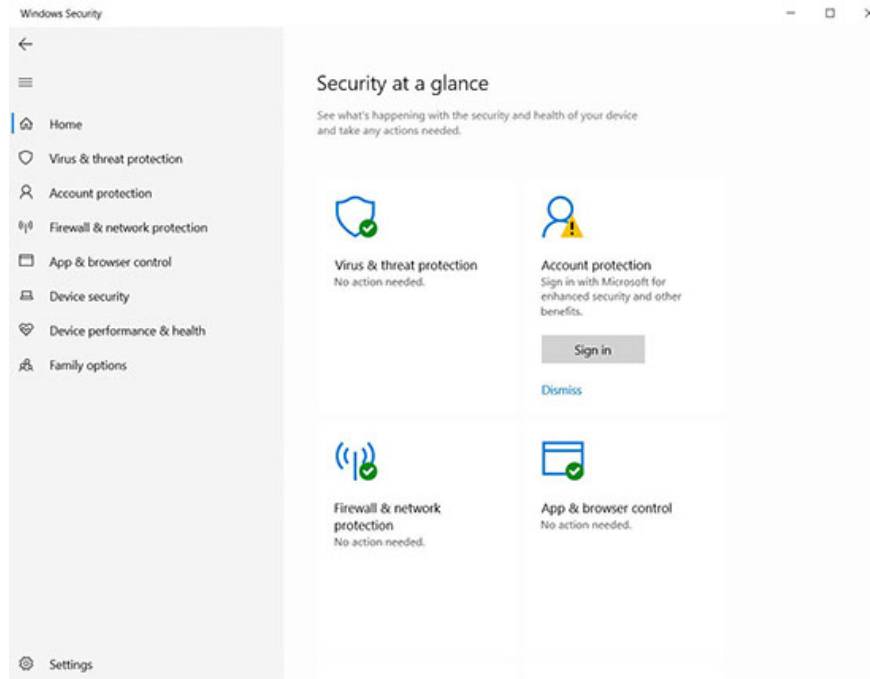 Windows Security
Home
Virus & threat protection
Account protection
Firewall & network protection
App & browser control
Device security
Device performance & health
Family options
Settings
Security at a glance
See what's happening with the security and health of your device
and take any actions needed.
Virus & threat protection
No action needed.
Account protection
Sign in with Microsoft for
enhanced security and other
benefits.
Sign in
Dismiss
Firewall & network
protection
No action needed.
App & browser control
No action needed.